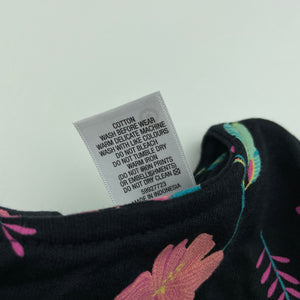 COTTON
WASH BEFORE WEAR
WARM DELICATE MACHINE
WASH WITH LIKE COLOURS
DO NOT BLEACH
DO NOT TUMBLE DRY
WARM IRON
(DO NOT IRON PRINTS
OR EMBELLISHMENTS)
DO NOT DRY CLEAN
59927723
MADE IN INDONESIA